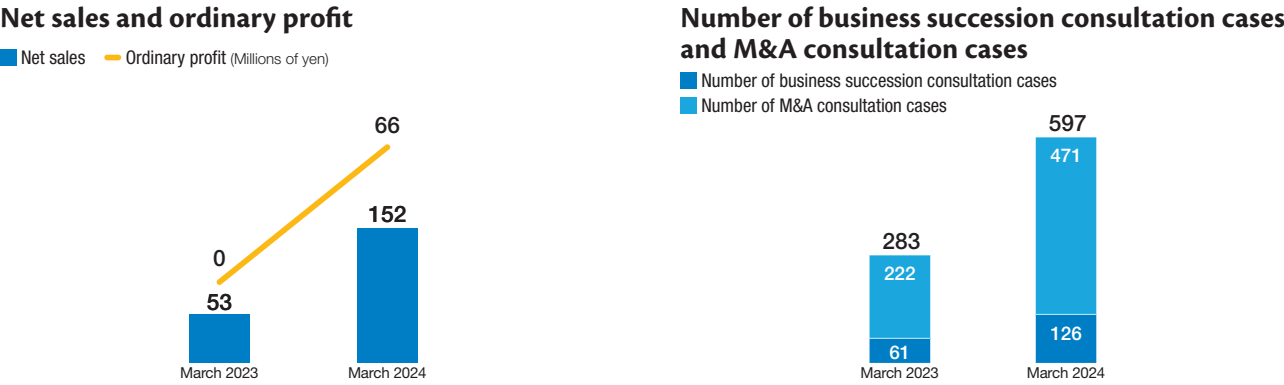 Net sales and ordinary profit
Net sales Ordinary profit (Millions of yen)
66
152
0
53
March 2023 March 2024
Number of business succession consultation cases
and M&A consultation cases
Number of business succession consultation cases
Number of M&A consultation cases
597
471
283
222
126
61
March 2023 March 2024